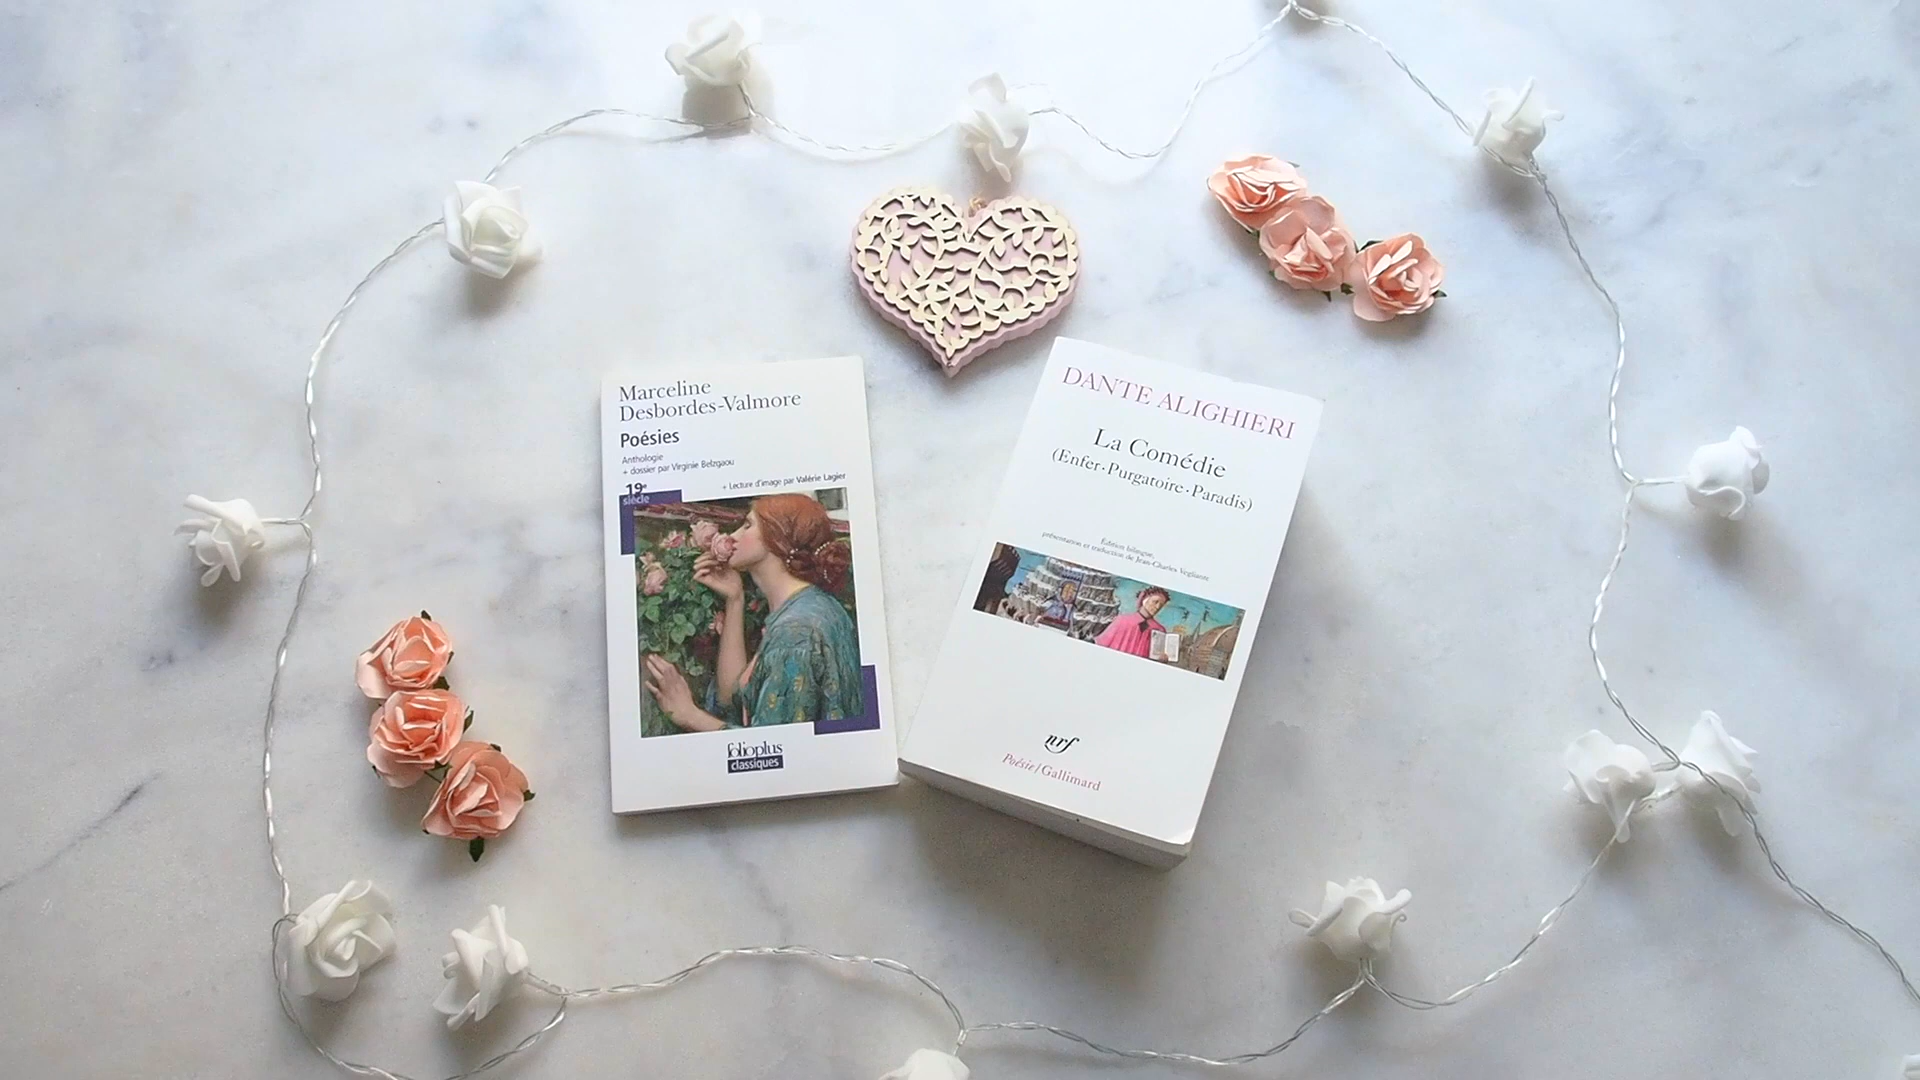 Marceline
Desbordes-Valmore
Poésies
Anthologie
+ dossier par Virginie Belzgaou
+ Lecture d'image par Valérie Lagier
19e
siècle
folioplus
classiques
DANTE ALIGHIERI
La Comédie
(Enfer·Purgatoire·Paradis)
Édition bilingue,
présentation et traduction de Jean-Charles Vegliante
nrf
Poésie/Gallimard